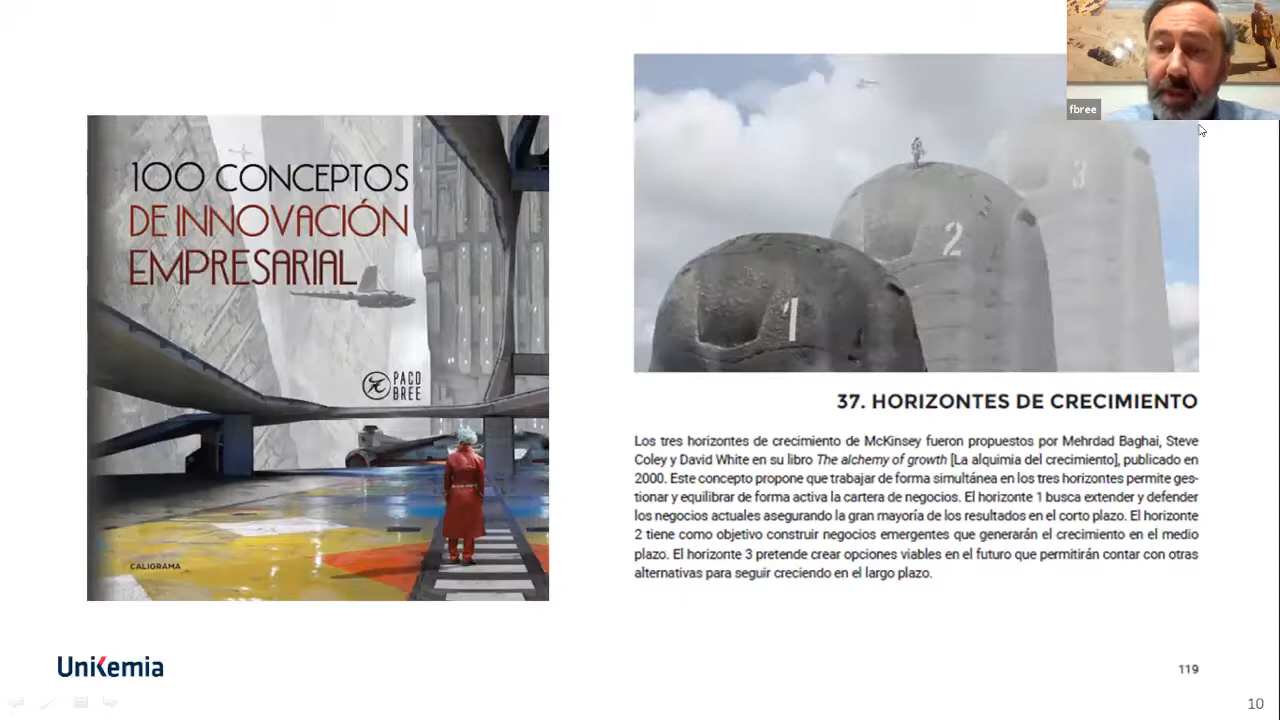 100 CONCEPTOS
DE INNOVACIÓN
EMPRESARIAL
PACO
BREE
CALIGRAMA
UniKemia
fbree
1
2
3
37. HORIZONTES DE CRECIMIENTO
Los tres horizontes de crecimiento de McKinsey fueron propuestos por Mehrdad Baghai, Steve
Coley y David White en su libro The alchemy of growth [La alquimia del crecimiento], publicado en
2000. Este concepto propone que trabajar de forma simultánea en los tres horizontes permite ges-
tionar y equilibrar de forma activa la cartera de negocios. El horizonte 1 busca extender y defender
los negocios actuales asegurando la gran mayoría de los resultados en el corto plazo. El horizonte
2 tiene como objetivo construir negocios emergentes que generarán el crecimiento en el medio
plazo. El horizonte 3 pretende crear opciones viables en el futuro que permitirán contar con otras
alternativas para seguir creciendo en el largo plazo.
119
10